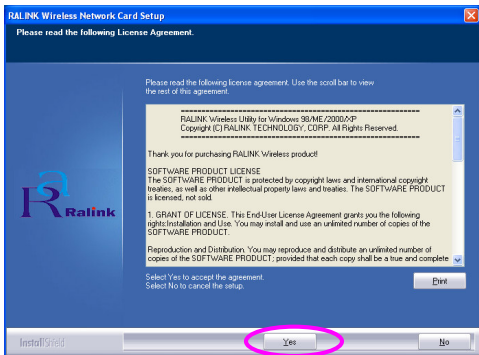 RALINK Wireless Network Card Setup
Please read the following License Agreement.
Please read the following license agreement. Use the scroll bar to view
the rest of this agreement.
================================================
RALINK Wireless Utility for Windows 98/ME/2000/XP
Copyright (C) RALINK TECHNOLOGY, CORP. All Rights Reserved.
================================================
Thank you for purchasing RALINK Wireless product!
SOFTWARE PRODUCT LICENSE
The SOFTWARE PRODUCT is protected by copyright laws and international copyright
treaties, as well as other intellectual property laws and treaties. The SOFTWARE PRODUCT
is licensed, not sold.
1. GRANT OF LICENSE. This End-User License Agreement grants you the following
rights:Installation and Use. You may install and use an unlimited number of copies of the
SOFTWARE PRODUCT.
Reproduction and Distribution. You may reproduce and distribute an unlimited number of
copies of the SOFTWARE PRODUCT; provided that each copy shall be a true and complete
Ralink
Select Yes to accept the agreement.
Select No to cancel the setup.
Print
InstallShield
Yes
No